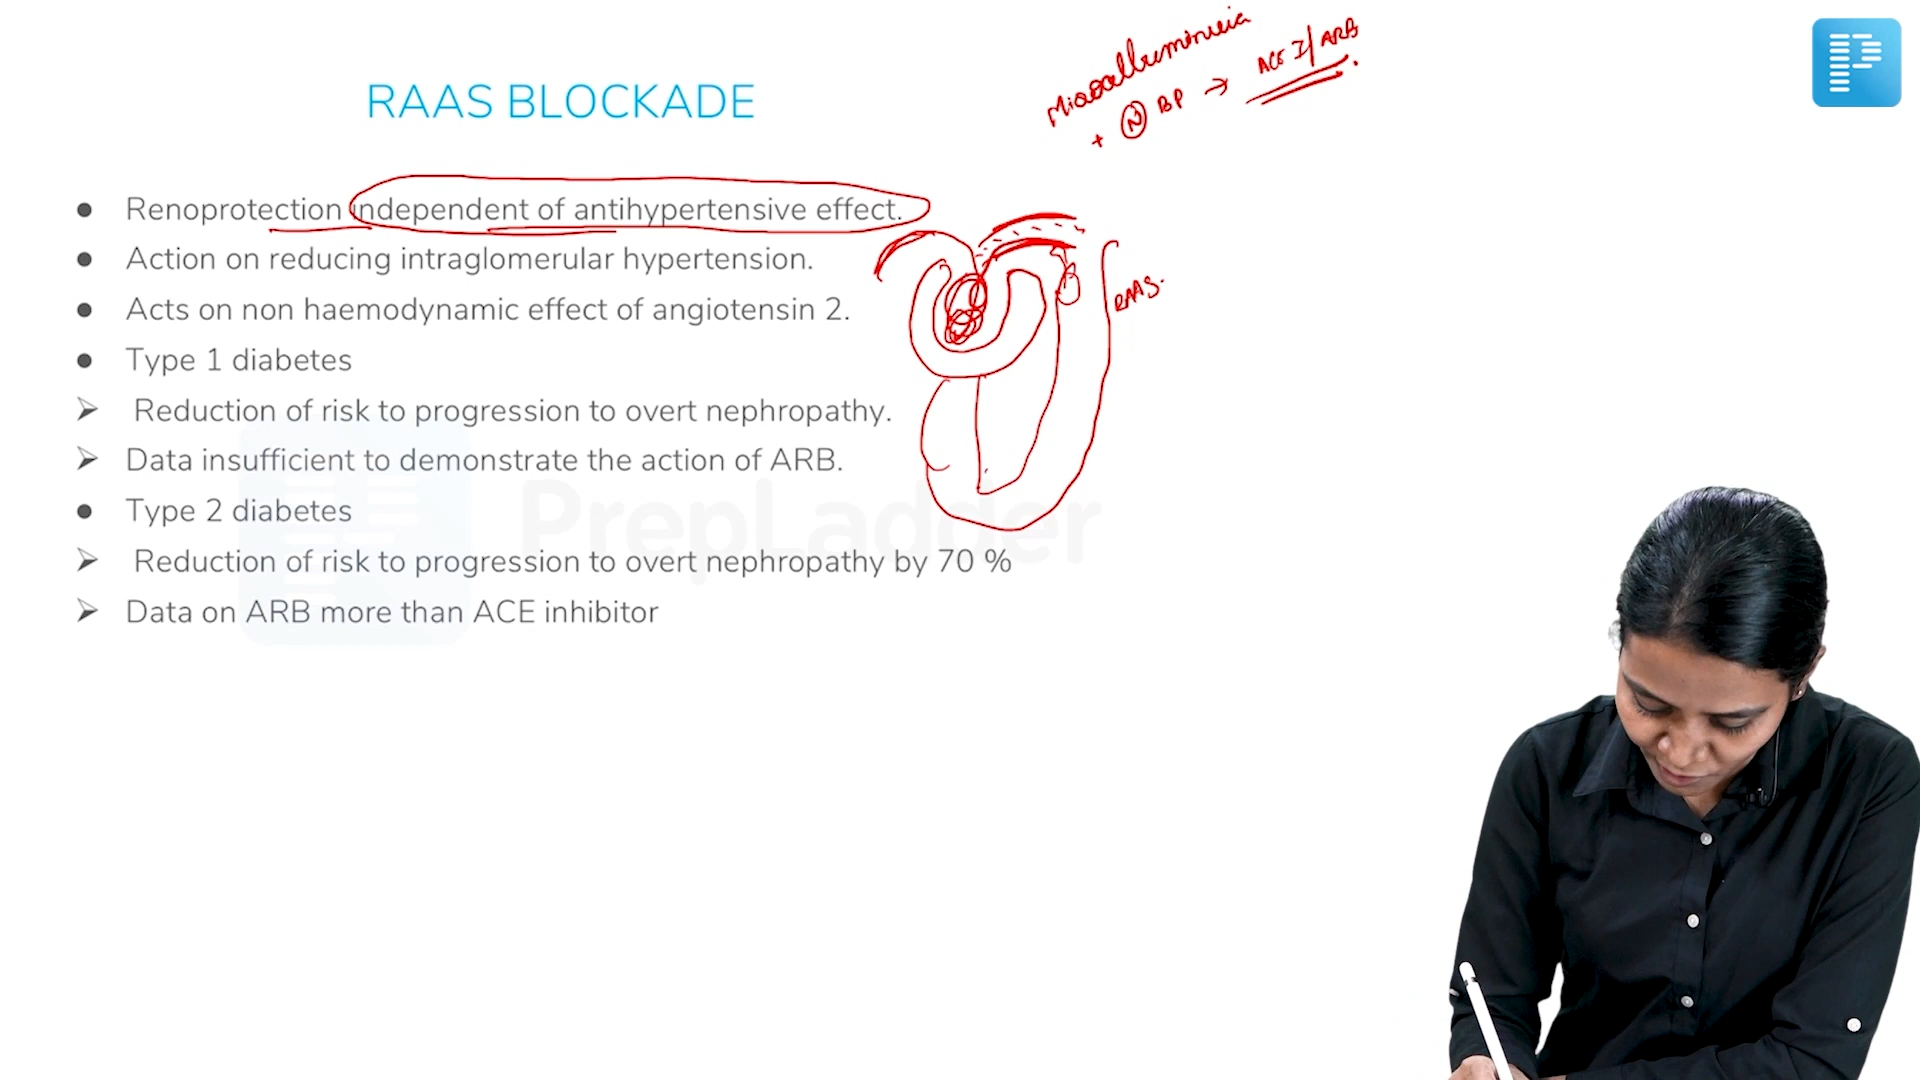 RAAS BLOCKADE
Microalbuminuria
+ N BP → ACE I/ARB
● Renoprotection independent of antihypertensive effect.
● Action on reducing intraglomerular hypertension.
● Acts on non haemodynamic effect of angiotensin 2.
RAAS.
● Type 1 diabetes
➢ Reduction of risk to progression to overt nephropathy.
➢ Data insufficient to demonstrate the action of ARB.
● Type 2 diabetes
➢ Reduction of risk to progression to overt nephropathy by 70 %
➢ Data on ARB more than ACE inhibitor
PrepLadder